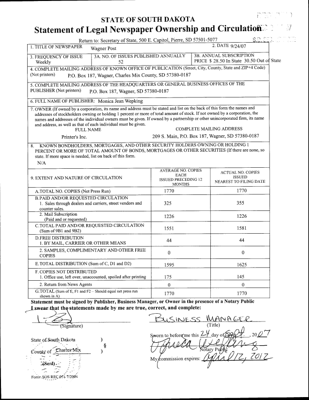 STATE OF SOUTH DAKOTA
Statement of Legal Newspaper Ownership and Circulation
Return to: Secretary of State, 500 E. Capitol, Pierre, SD 57501-5077
1. TITLE OF NEWSPAPER Wagner Post 2. DATE 9/24/07
3. FREQUENCY OF ISSUE Weekly 3A. NO. OF ISSUES PUBLISHED ANNUALLY 52 3B. ANNUAL SUBSCRIPTION PRICE $ 28.50 In State 30.50 Out of State
4. COMPLETE MAILING ADDRESS OF KNOWN OFFICE OF PUBLICATION (Street, City, County, State and ZIP+4 Code)
(Not printers) P.O. Box 187, Wagner, Charles Mix County, SD 57380-0187
5. COMPLETE MAILING ADDRESS OF THE HEADQUARTERS OR GENERAL BUSINESS OFFICES OF THE
PUBLISHER (Not printers) P.O. Box 187, Wagner, SD 57380-0187
6. FULL NAME OF PUBLISHER: Monica Jean Wepking
7. OWNER (If owned by a corporation, its name and address must be stated and
addresses of stockholders owning or holding 1 percent or more of total amount of stock. If not owned by a corporation, the
names and addresses of the individual owners must be given. If owned by a partnership or other unincorporated firm, its name
and address, as well as that of each individual must be given.
FULL NAME COMPLETE MAILING ADDRESS
Printer's Inc. 209 S. Main, P.O. Box 187, Wagner, SD 57380-0187
8. KNOWN BONDHOLDERS, MORTGAGES, AND OTHER SECURITY HOLDERS OWNING OR HOLDING 1
PERCENT OR MORE OF TOTAL AMOUNT OF BONDS, MORTGAGES OR OTHER SECURITIES (If there are none, so
state. If more space is needed, list on back of this form.
N/A
9. EXTENT AND NATURE OF CIRCULATION AVERAGE NO. COPIES EACH ISSUED PRECEDING 12 MONTHS ACTUAL NO. COPIES ISSUED NEAREST TO FILING DATE
A. TOTAL NO. COPIES (Net Press Run) 1770 1770
B. PAID AND/OR REQUESTED CIRCULATION
1. Sales through dealers and carriers, street vendors and counter sales. 325 355
2. Mail Subscription (Paid and or requested) 1226 1226
C. TOTAL PAID AND/OR REQUESTED CIRCULATION (Sum of 9B1 and 9B2) 1551 1581
D. FREE DISTRIBUTION
1. BY MAIL, CARRIER OR OTHER MEANS 44 44
2. SAMPLES, COMPLIMENTARY AND OTHER FREE COPIES 0 0
E. TOTAL DISTRIBUTION (Sum of C, D1 and D2) 1595 1625
F. COPIES NOT DISTRIBUTED
1. Office use, left over, unaccounted, spoiled after printing 175 145
2. Return from News Agents 0 0
G. TOTAL (Sum of E, F1 and F2 - Should equal net press run shown in A) 1770 1770
Statement must be signed by Publisher, Business Manager, or Owner in the presence of a Notary Public
I swear that the statements made by me are true, correct, and complete:
BUSINESS MANAGER
(Signature) (Title)
State of South Dakota )
Sworn to before me this 24 day of Sept 2007
County of Charles Mix )
Notary Public
My commission expires April 12, 2012
(Seal)